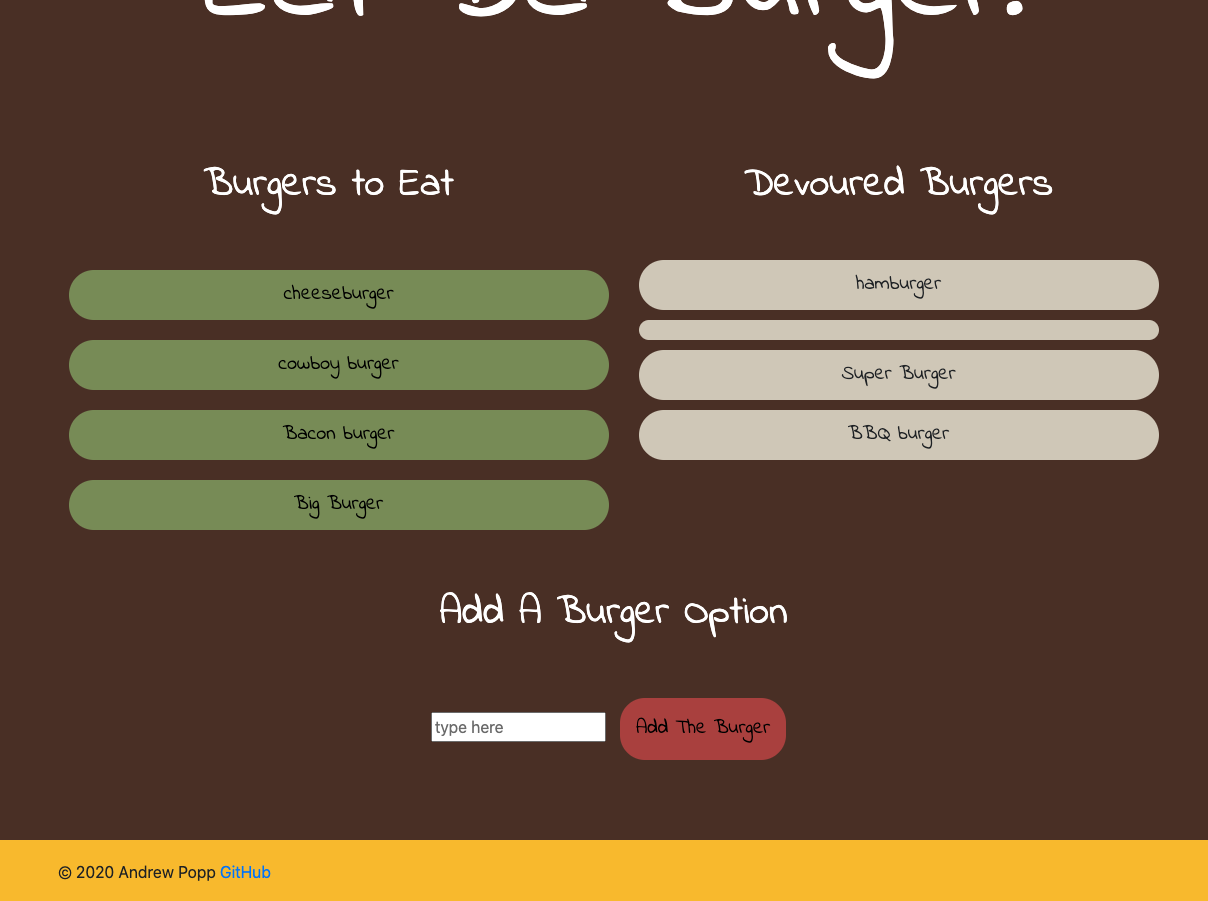 Burger!
Burgers to Eat
Devoured Burgers
cheeseburger
cowboy burger
Bacon burger
Big Burger
hamburger
Super Burger
BBQ burger
Add A Burger Option
type here
Add The Burger
© 2020 Andrew Popp GitHub